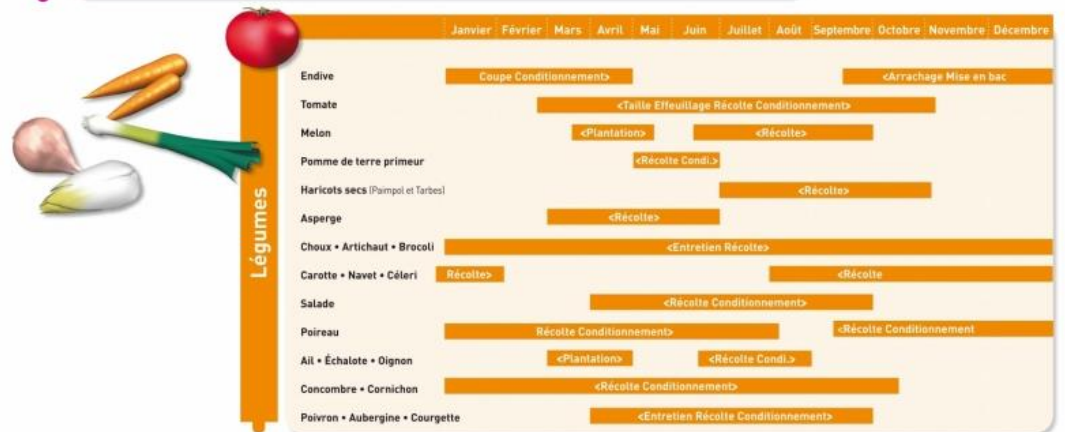 Janvier Février Mars Avril Mai Juin Juillet Août Septembre Octobre Novembre Décembre
Légumes
Endive Coupe Conditionnement> <Arrachage Mise en bac
Tomate <Taille Effeuillage Récolte Conditionnement>
Melon <Plantation> <Récolte>
Pomme de terre primeur <Récolte Condi.>
Haricots secs (Paimpol et Tarbes) <Récolte>
Asperge <Récolte>
Choux • Artichaut • Brocoli <Entretien Récolte>
Carotte • Navet • Céleri Récolte> <Récolte
Salade <Récolte Conditionnement>
Poireau Récolte Conditionnement> <Récolte Conditionnement
Ail • Échalote • Oignon <Plantation> <Récolte Condi.>
Concombre • Cornichon <Récolte Conditionnement>
Poivron • Aubergine • Courgette <Entretien Récolte Conditionnement>